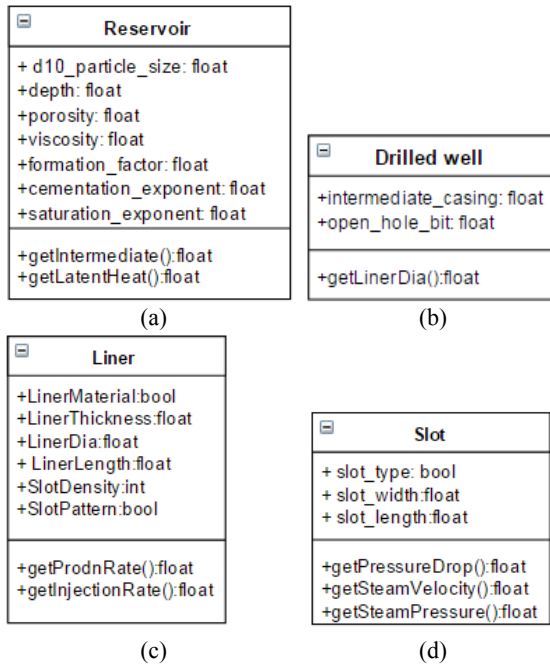 Reservoir
+ d10_particle_size: float
+depth: float
+porosity: float
+viscosity: float
+formation_factor: float
+cementation_exponent: float
+saturation_exponent: float
+getIntermediate():float
+getLatentHeat():float
(a)
Drilled well
+intermediate_casing: float
+open_hole_bit: float
+getLinerDia():float
(b)
Liner
+LinerMaterial:bool
+LinerThickness:float
+LinerDia:float
+ LinerLength:float
+SlotDensity:int
+SlotPattern:bool
+getProdnRate():float
+getInjectionRate():float
(c)
Slot
+ slot_type: bool
+ slot_width:float
+ slot_length:float
+getPressureDrop():float
+getSteamVelocity():float
+getSteamPressure():float
(d)